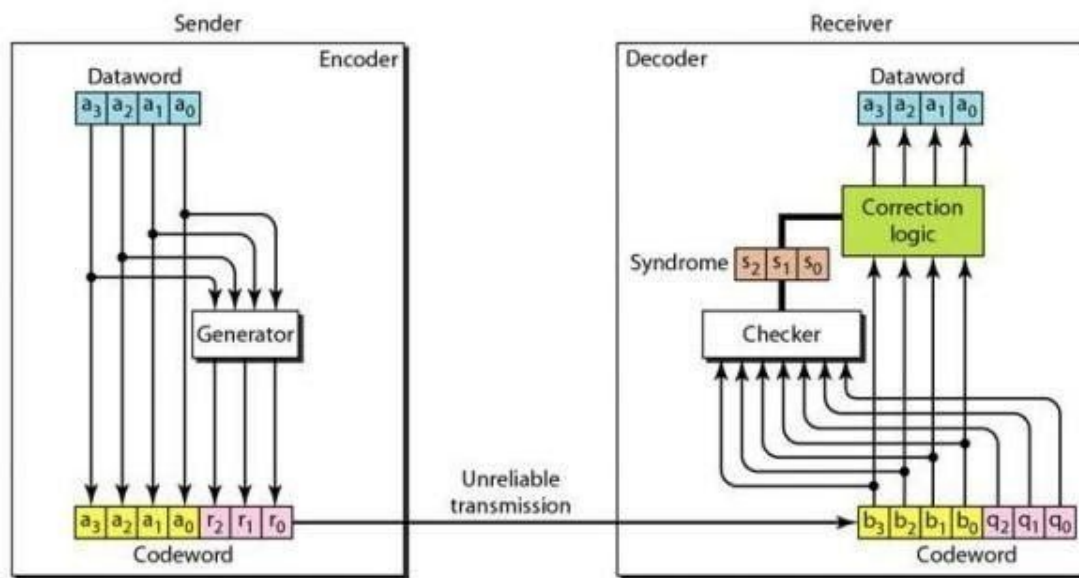 Sender
Encoder
Dataword
a3 a2 a1 a0
Generator
a3 a2 a1 a0 r2 r1 r0
Codeword
Unreliable
transmission
Receiver
Decoder
Dataword
a3 a2 a1 a0
Correction
logic
Syndrome s2 s1 s0
Checker
b3 b2 b1 b0 q2 q1 q0
Codeword